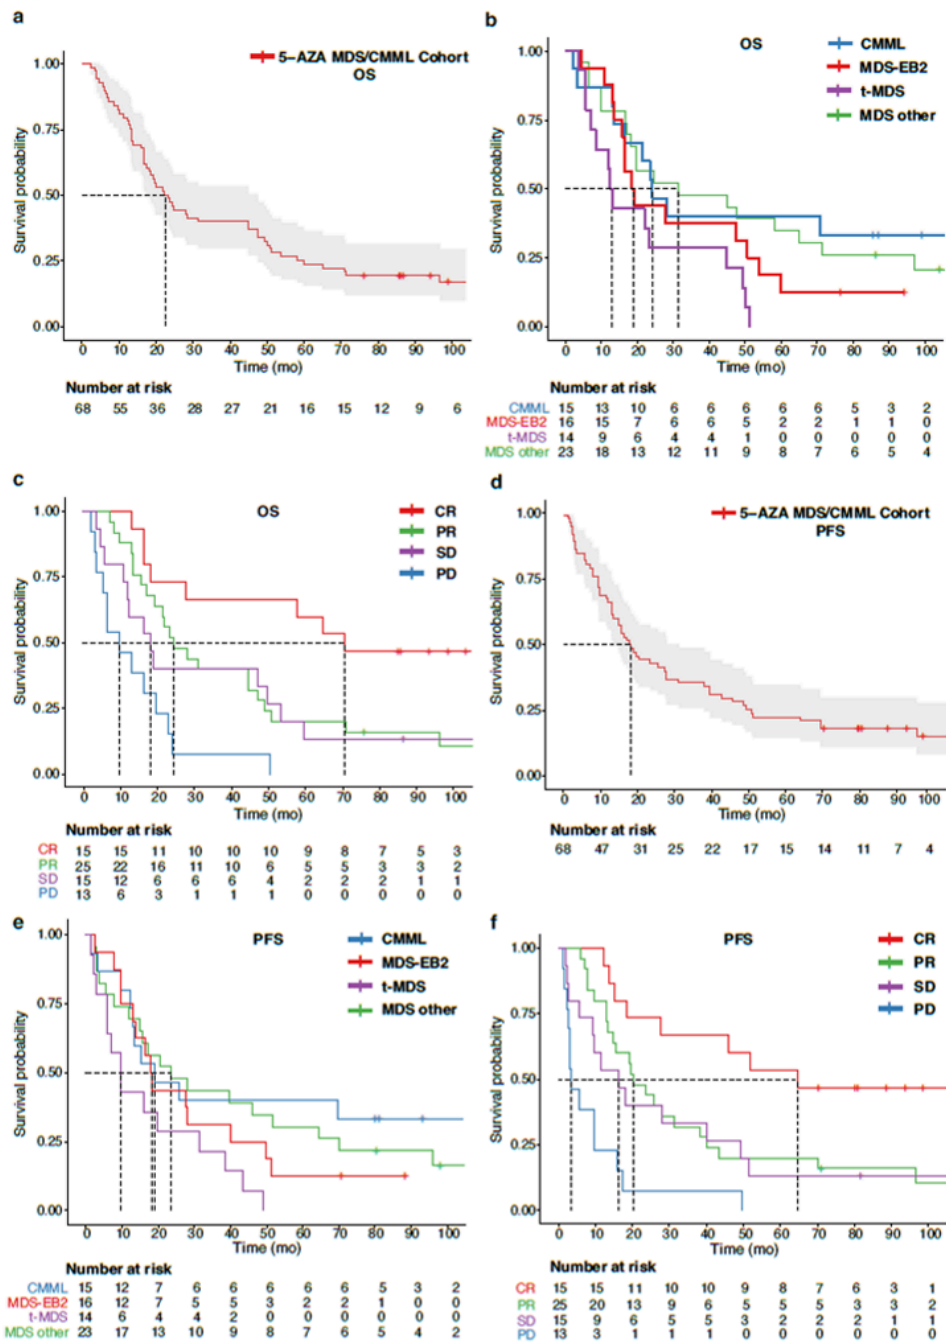 a
5–AZA MDS/CMML Cohort
OS
Survival probability
1.00
0.75
0.50
0.25
0.00
0 10 20 30 40 50 60 70 80 90 100
Time (mo)
Number at risk
68 55 36 28 27 21 16 15 12 9 6
b
OS
CMML
MDS-EB2
t-MDS
MDS other
Survival probability
1.00
0.75
0.50
0.25
0.00
0 10 20 30 40 50 60 70 80 90 100
Time (mo)
Number at risk
CMML 15 13 10 6 6 6 6 6 5 3 2
MDS-EB2 16 15 7 6 6 5 2 2 1 1 0
t-MDS 14 9 6 4 4 1 0 0 0 0 0
MDS other 23 18 13 12 11 9 8 7 6 5 4
c
OS
CR
PR
SD
PD
Survival probability
1.00
0.75
0.50
0.25
0.00
0 10 20 30 40 50 60 70 80 90 100
Time (mo)
Number at risk
CR 15 15 11 10 10 10 9 8 7 5 3
PR 25 22 16 11 10 6 5 5 3 3 2
SD 15 12 6 6 6 4 2 2 2 1 1
PD 13 6 3 1 1 1 0 0 0 0 0
d
5–AZA MDS/CMML Cohort
PFS
Survival probability
1.00
0.75
0.50
0.25
0.00
0 10 20 30 40 50 60 70 80 90 100
Time (mo)
Number at risk
68 47 31 25 22 17 15 14 11 7 4
e
PFS
CMML
MDS-EB2
t-MDS
MDS other
Survival probability
1.00
0.75
0.50
0.25
0.00
0 10 20 30 40 50 60 70 80 90 100
Time (mo)
Number at risk
CMML 15 12 7 6 6 6 6 6 5 3 2
MDS-EB2 16 12 7 5 5 3 2 2 1 0 0
t-MDS 14 6 4 4 2 0 0 0 0 0 0
MDS other 23 17 13 10 9 8 7 6 5 4 2
f
PFS
CR
PR
SD
PD
Survival probability
1.00
0.75
0.50
0.25
0.00
0 10 20 30 40 50 60 70 80 90 100
Time (mo)
Number at risk
CR 15 15 11 10 10 9 8 7 6 3 1
PR 25 20 13 9 6 5 5 5 3 3 2
SD 15 9 6 5 5 3 2 2 2 1 1
PD 13 3 1 1 1 0 0 0 0 0 0